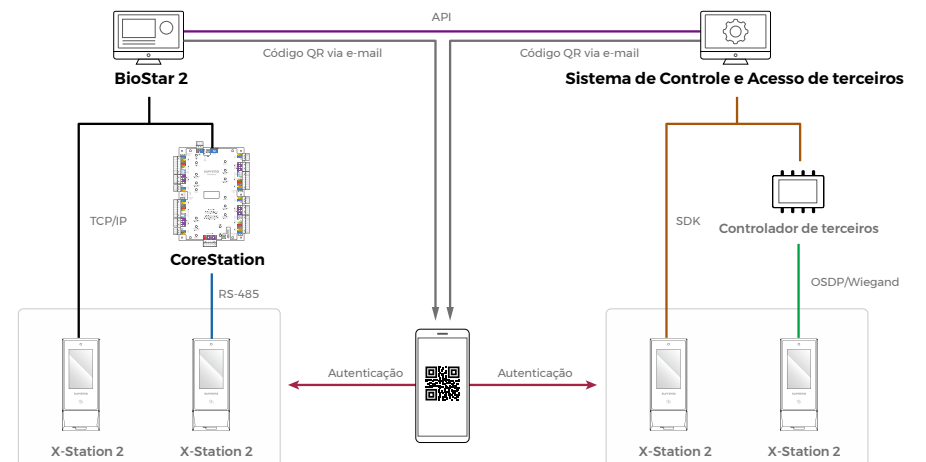 API
Código QR via e-mail
Código QR via e-mail
BioStar 2
Sistema de Controle e Acesso de terceiros
TCP/IP
SDK
Controlador de terceiros
CoreStation
RS-485
OSDP/Wiegand
Autenticação
Autenticação
X-Station 2
X-Station 2
X-Station 2
X-Station 2